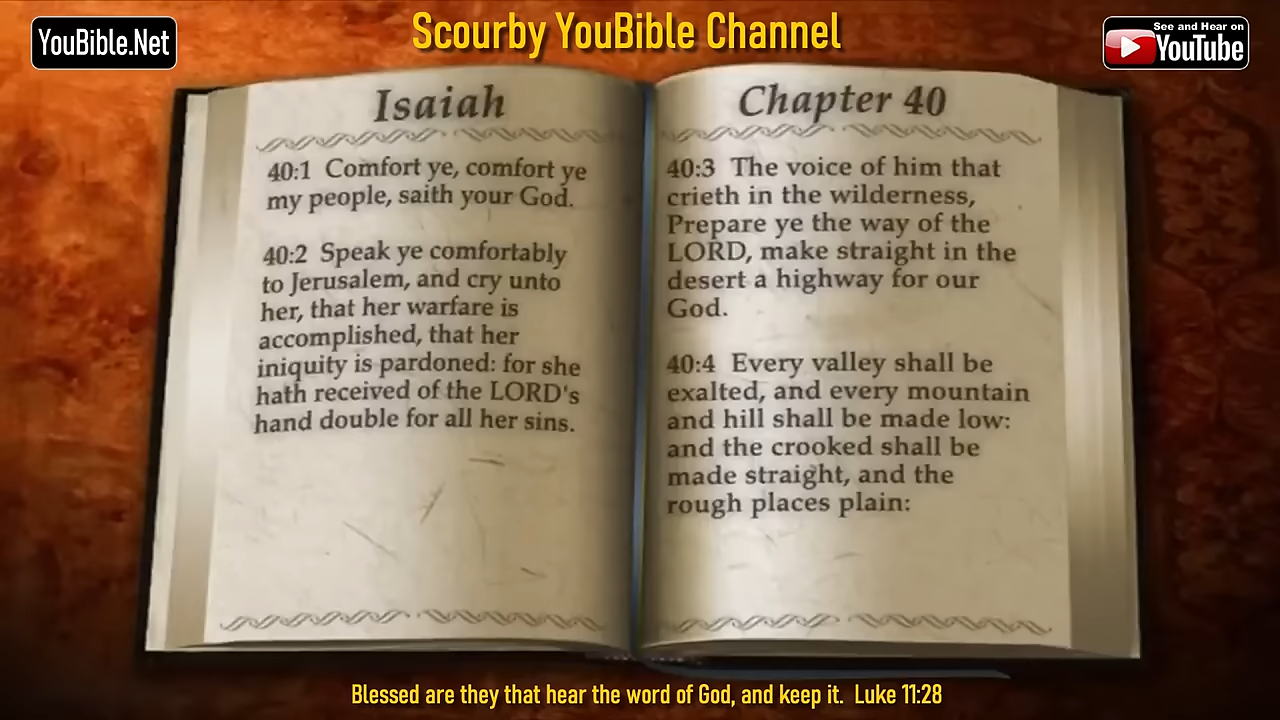 YouBible.Net
Scourby YouBible Channel
See and Hear on
YouTube
Isaiah
40:1 Comfort ye, comfort ye
my people, saith your God.
40:2 Speak ye comfortably
to Jerusalem, and cry unto
her, that her warfare is
accomplished, that her
iniquity is pardoned: for she
hath received of the LORD's
hand double for all her sins.
Chapter 40
40:3 The voice of him that
crieth in the wilderness,
Prepare ye the way of the
LORD, make straight in the
desert a highway for our
God.
40:4 Every valley shall be
exalted, and every mountain
and hill shall be made low:
and the crooked shall be
made straight, and the
rough places plain:
Blessed are they that hear the word of God, and keep it. Luke 11:28